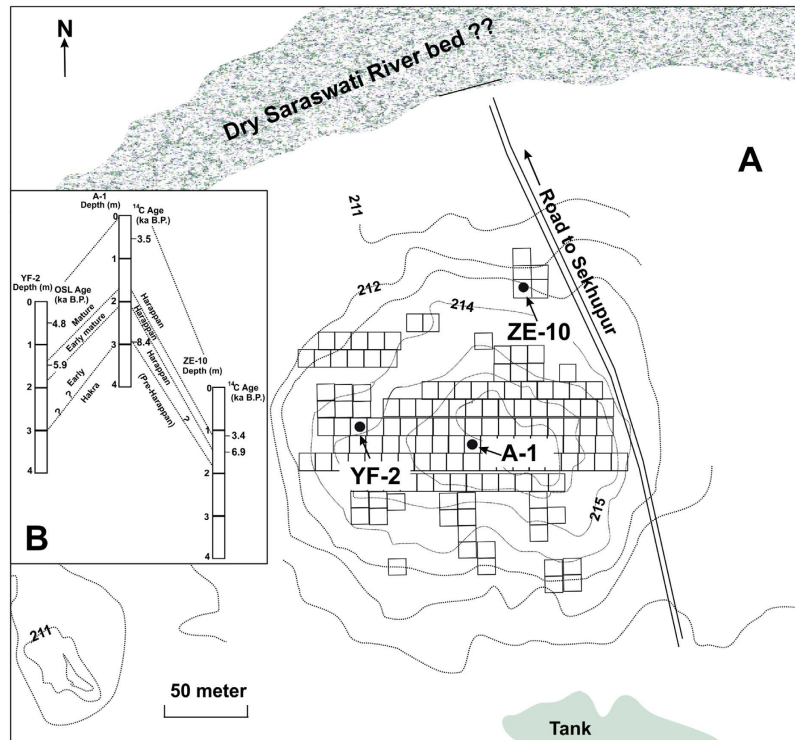 N
Dry Saraswati River bed ??
A
Road to Sekhupur
211
212
214
ZE-10
A-1
YF-2
215
211
50 meter
Tank
B
A-1
Depth (m)
14C Age
(ka B.P.)
0
3.5
1
2
8.4
3
4
YF-2
Depth (m)
OSL Age
(ka B.P.)
0
4.8
1
5.9
2
3
4
Mature
Early mature
Early
Hakra
?
?
Harappan
Harappan
Harappan
(Pre-Harappan)
?
ZE-10
Depth (m)
14C Age
(ka B.P.)
0
1
3.4
6.9
2
3
4